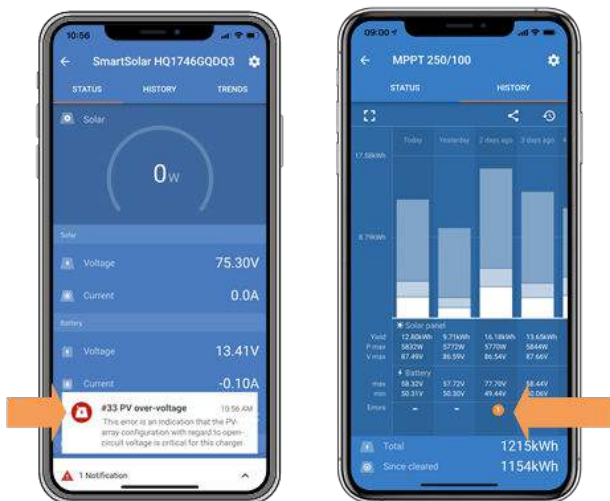 10:56
SmartSolar HQ1746GQDQ3
STATUS HISTORY TRENDS
Solar
0W
Solar
Voltage 75.30V
Current 0.0A
Battery
Voltage 13.41V
Current -0.10A
#33 PV over-voltage 10:56 AM
This error is an indication that the PV-
array configuration with regard to open-
circuit voltage is critical for this charger
1 Notification
09:00
MPPT 250/100
STATUS HISTORY
Today Yesterday 2 days ago 3 days ago
17.58kWh
8.79kWh
Solar panel
Yield 12.80kWh 9.71kWh 16.18kWh 13.65kWh
P max 5832W 5772W 5770W 5844W
V max 87.49V 86.59V 86.54V 87.66V
Battery
max 58.32V 57.72V 77.70V 58.44V
min 50.31V 50.30V 49.44V
Errors - - 1
Total 1215kWh
Since cleared 1154kWh